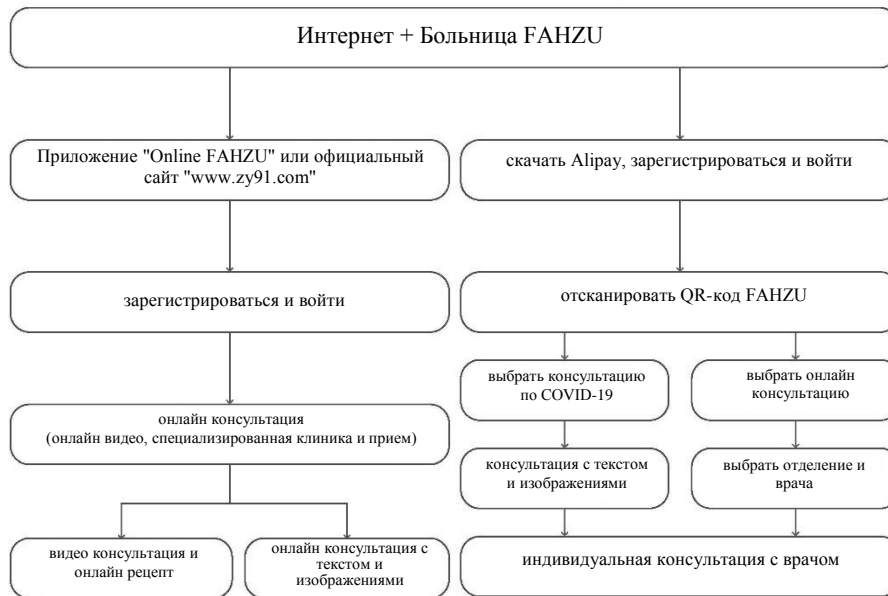 Интернет + Больница FAHZU
Приложение "Online FAHZU" или официальный
сайт "www.zy91.com"
скачать Alipay, зарегистрироваться и войти
зарегистрироваться и войти
отсканировать QR-код FAHZU
выбрать консультацию
по COVID-19
выбрать онлайн
консультацию
онлайн консультация
(онлайн видео, специализированная клиника и прием)
консультация с текстом
и изображениями
выбрать отделение и
врача
видео консультация и
онлайн рецепт
онлайн консультация с
текстом и
изображениями
индивидуальная консультация с врачом